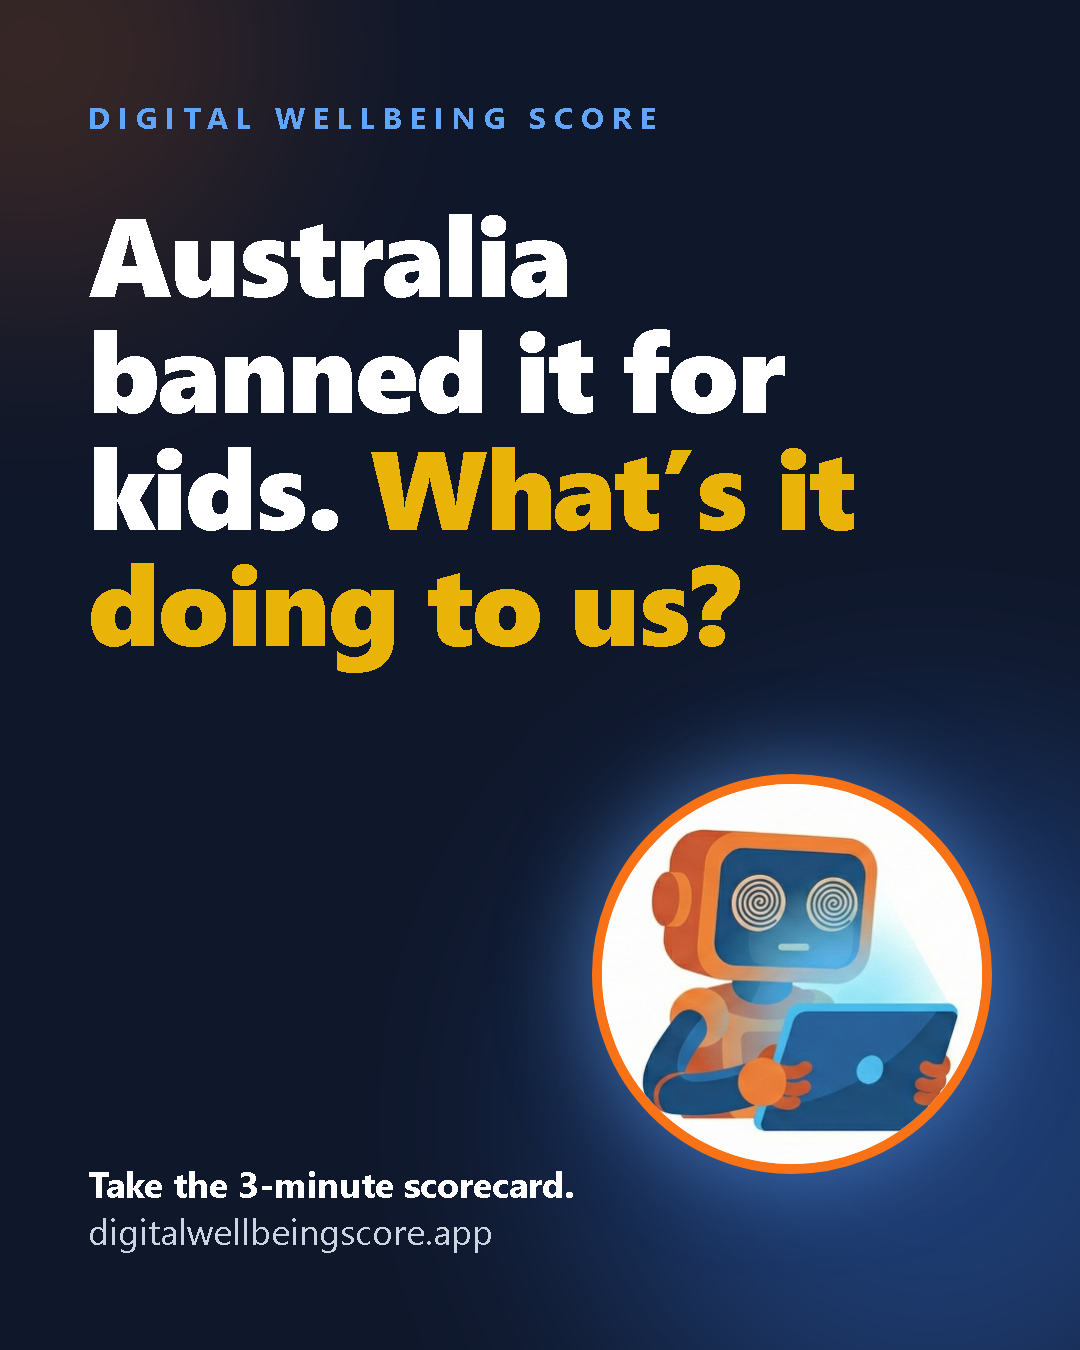 DIGITAL WELLBEING SCORE
Australia
banned it for
kids. What’s it
doing to us?
Take the 3-minute scorecard.
digitalwellbeingscore.app